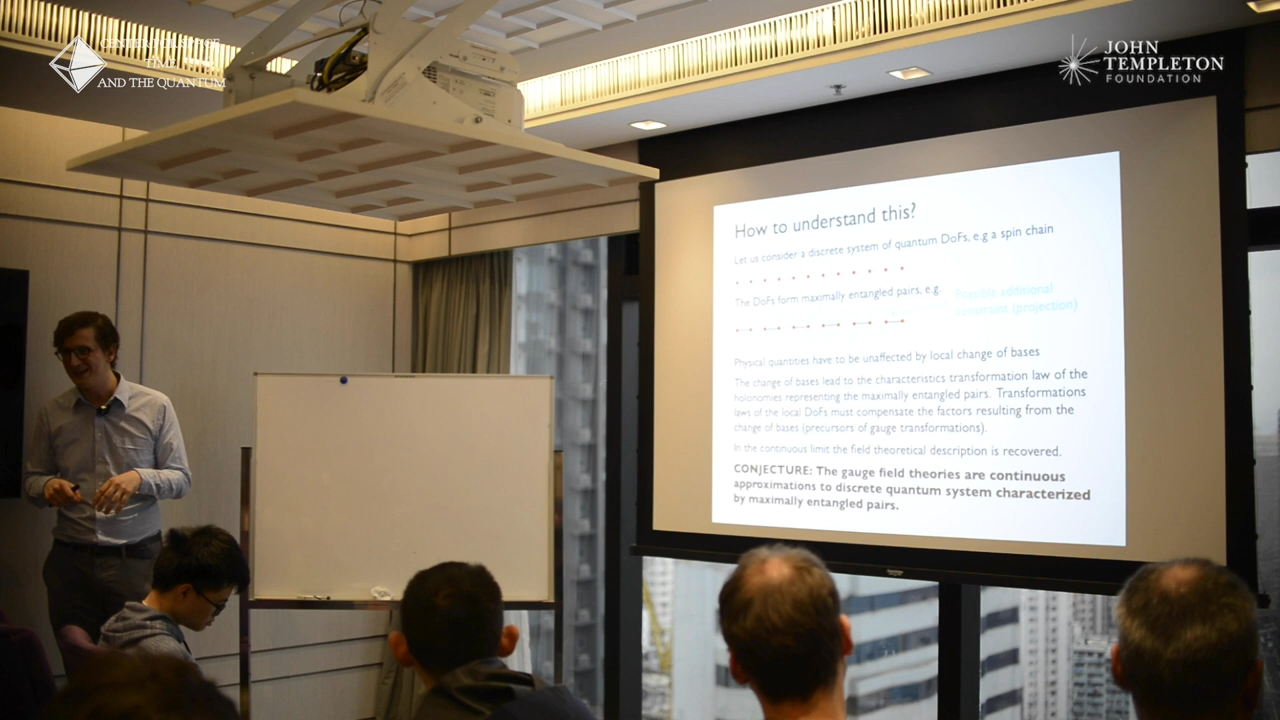 CENTER FOR SPACE,
TIME
AND THE QUANTUM
JOHN
TEMPLETON
FOUNDATION
How to understand this?
Let us consider a discrete system of quantum DoFs, e.g a spin chain
The DoFs form maximally entangled pairs, e.g.
Possible additional
(projection)
Physical quantities have to be unaffected by local change of bases
The change of bases lead to the characteristics transformation law of the
holonomies representing the maximally entangled pairs. Transformations
laws of the local DoFs must compensate the factors resulting from the
change of bases (precursors of gauge transformations).
In the continuous limit the field theoretical description is recovered.
CONJECTURE: The gauge field theories are continuous
approximations to discrete quantum system characterized
by maximally entangled pairs.